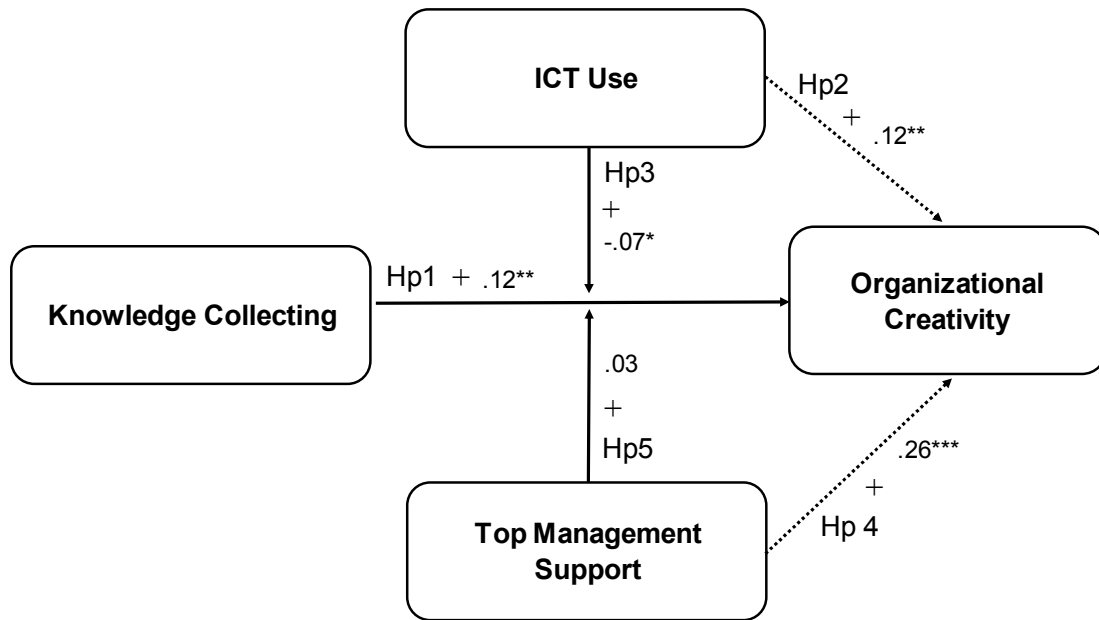 ICT Use
Hp2
+
.12**
Hp3
+
-.07*
Hp1 + .12**
Knowledge Collecting
Organizational
Creativity
.03
+
Hp5
.26***
+
Hp 4
Top Management
Support